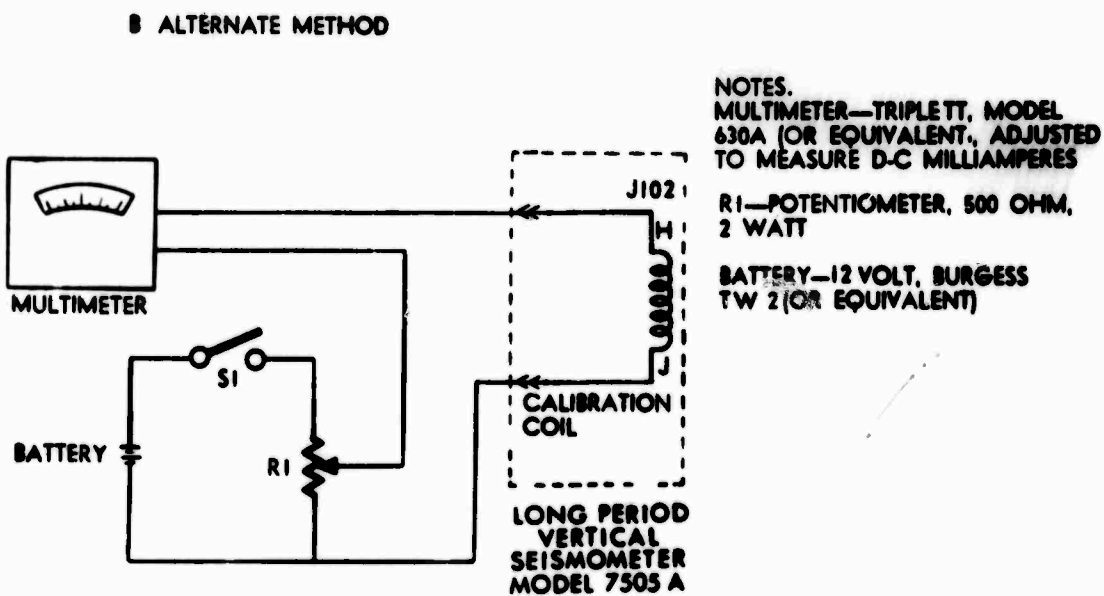 B ALTERNATE METHOD
NOTES.
MULTIMETER—TRIPLETT, MODEL
630A (OR EQUIVALENT, ADJUSTED
TO MEASURE D-C MILLIAMPERES
R1—POTENTIOMETER, 500 OHM,
2 WATT
BATTERY—12 VOLT, BURGESS
TW 2 (OR EQUIVALENT)
J102
H
MULTIMETER
S1
J
CALIBRATION
COIL
BATTERY
R1
LONG PERIOD
VERTICAL
SEISMOMETER
MODEL 7505 A